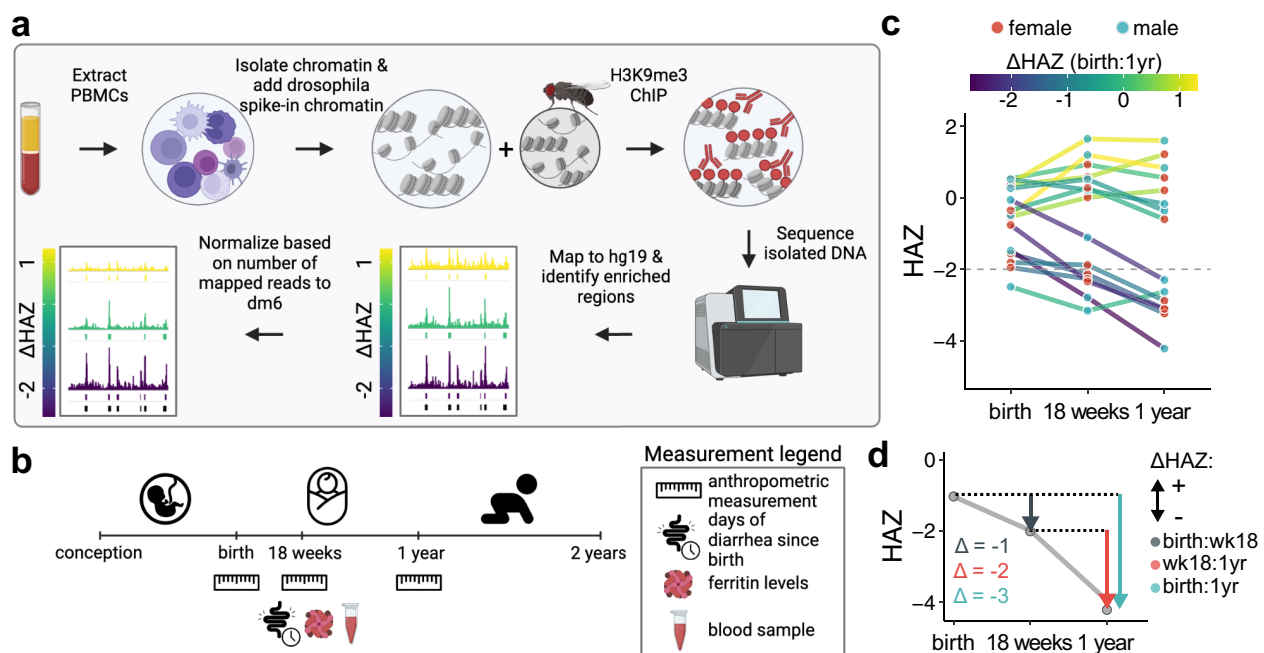 a
Extract
PBMCs
Isolate chromatin &
add drosophila
spike-in chromatin
+
H3K9me3
ChIP
Sequence
isolated DNA
Map to hg19 &
identify enriched
regions
Normalize based
on number of
mapped reads to
dm6
1
ΔHAZ
-2
1
ΔHAZ
-2
b
conception
birth
18 weeks
1 year
2 years
Measurement legend
anthropometric
measurement
days of
diarrhea since
birth
ferritin levels
blood sample
c
female
male
ΔHAZ (birth:1yr)
-2 -1 0 1
HAZ
2
0
−2
−4
birth 18 weeks 1 year
d
HAZ
0
−2
−4
Δ = -1
Δ = -2
Δ = -3
birth 18 weeks 1 year
ΔHAZ:
+
-
birth:wk18
wk18:1yr
birth:1yr